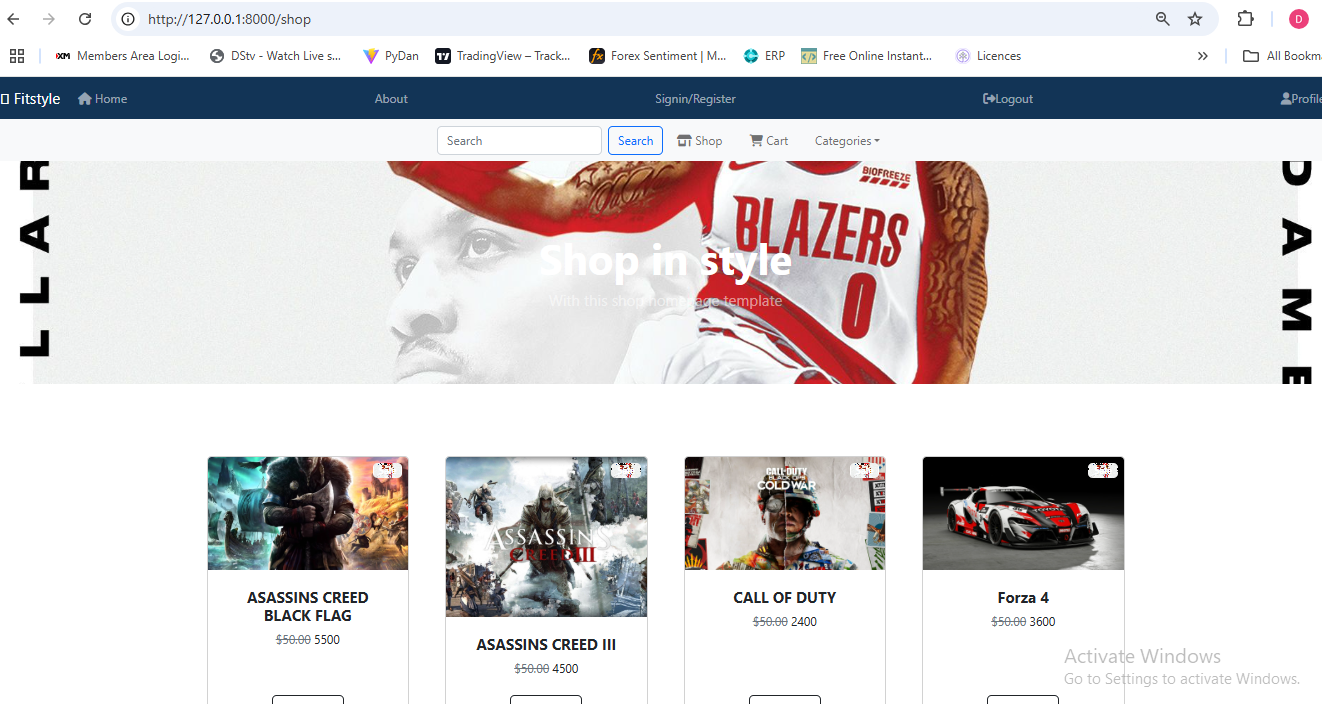 http://127.0.0.1:8000/shop
D
Members Area Logi...
DStv - Watch Live s...
PyDan
TradingView – Track...
Forex Sentiment | M...
ERP
Free Online Instant...
Licences
All Bookm
Fitstyle
Home
About
Signin/Register
Logout
Profile
Search
Search
Shop
Cart
Categories
LLAR
DAME
BIOFREEZE
BLAZERS
0
Shop in style
With this shop homepage template
CALL OF DUTY
BLACK OPS
COLD WAR
ASSASSINS
CREED III
ASASSINS CREED
BLACK FLAG
$50.00 5500
ASASSINS CREED III
$50.00 4500
CALL OF DUTY
$50.00 2400
Forza 4
$50.00 3600
Activate Windows
Go to Settings to activate Windows.